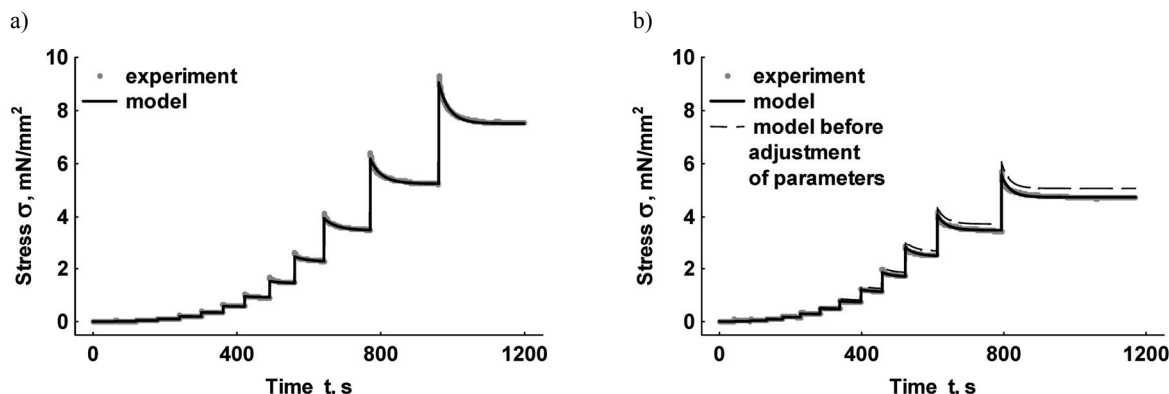 a)
10
8
6
4
2
0
experiment
model
Stress σ, mN/mm²
0
400
800
1200
Time t, s
b)
10
8
6
4
2
0
experiment
model
model before
adjustment
of parameters
Stress σ, mN/mm²
0
400
800
1200
Time t, s